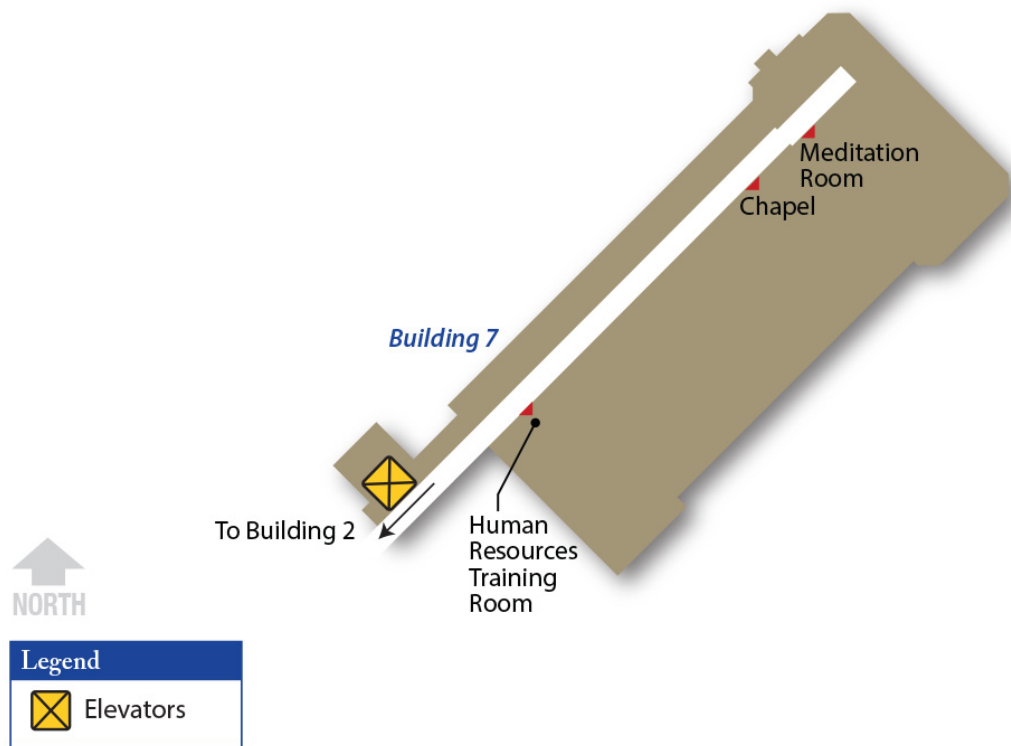 Meditation
Room
Chapel
Building 7
To Building 2
Human
Resources
Training
Room
NORTH
Legend
Elevators